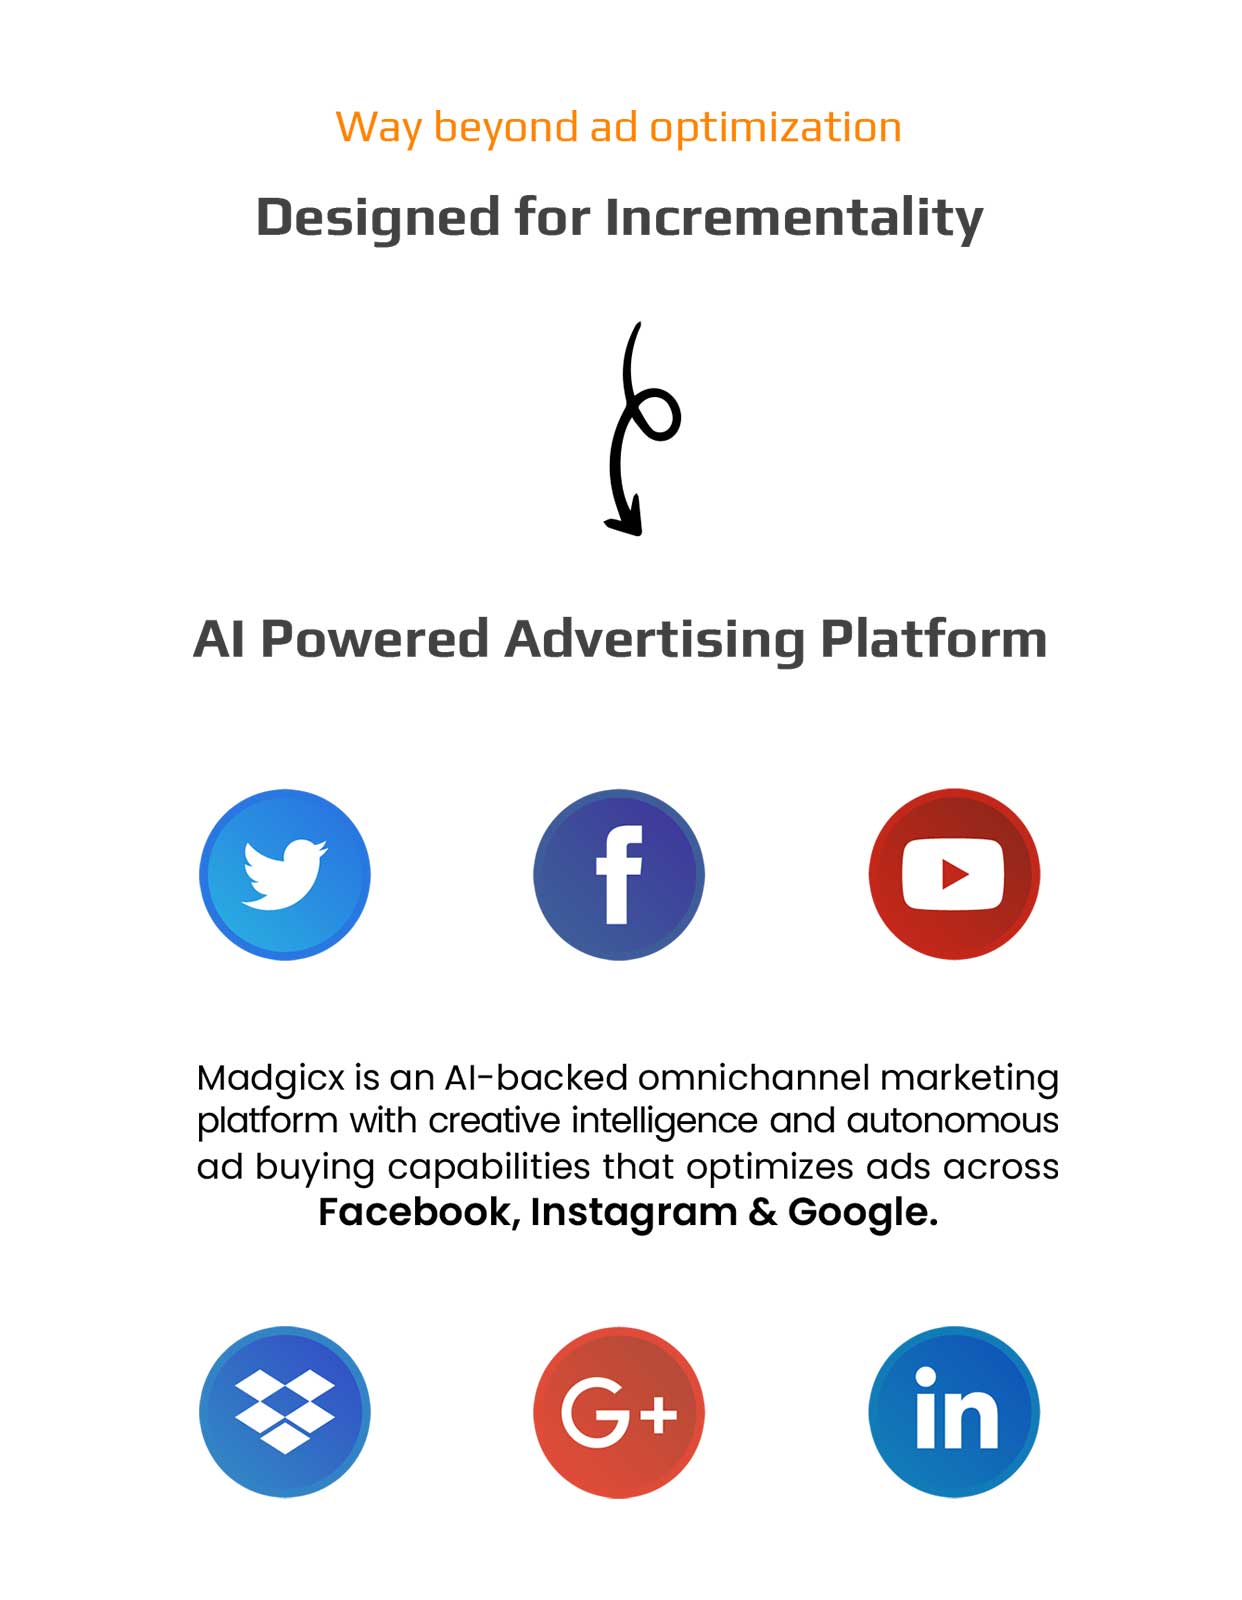 Way beyond ad optimization
Designed for Incrementality
AI Powered Advertising Platform
f
Madgicx is an AI-backed omnichannel marketing
platform with creative intelligence and autonomous
ad buying capabilities that optimizes ads across
Facebook, Instagram & Google.
G+
in